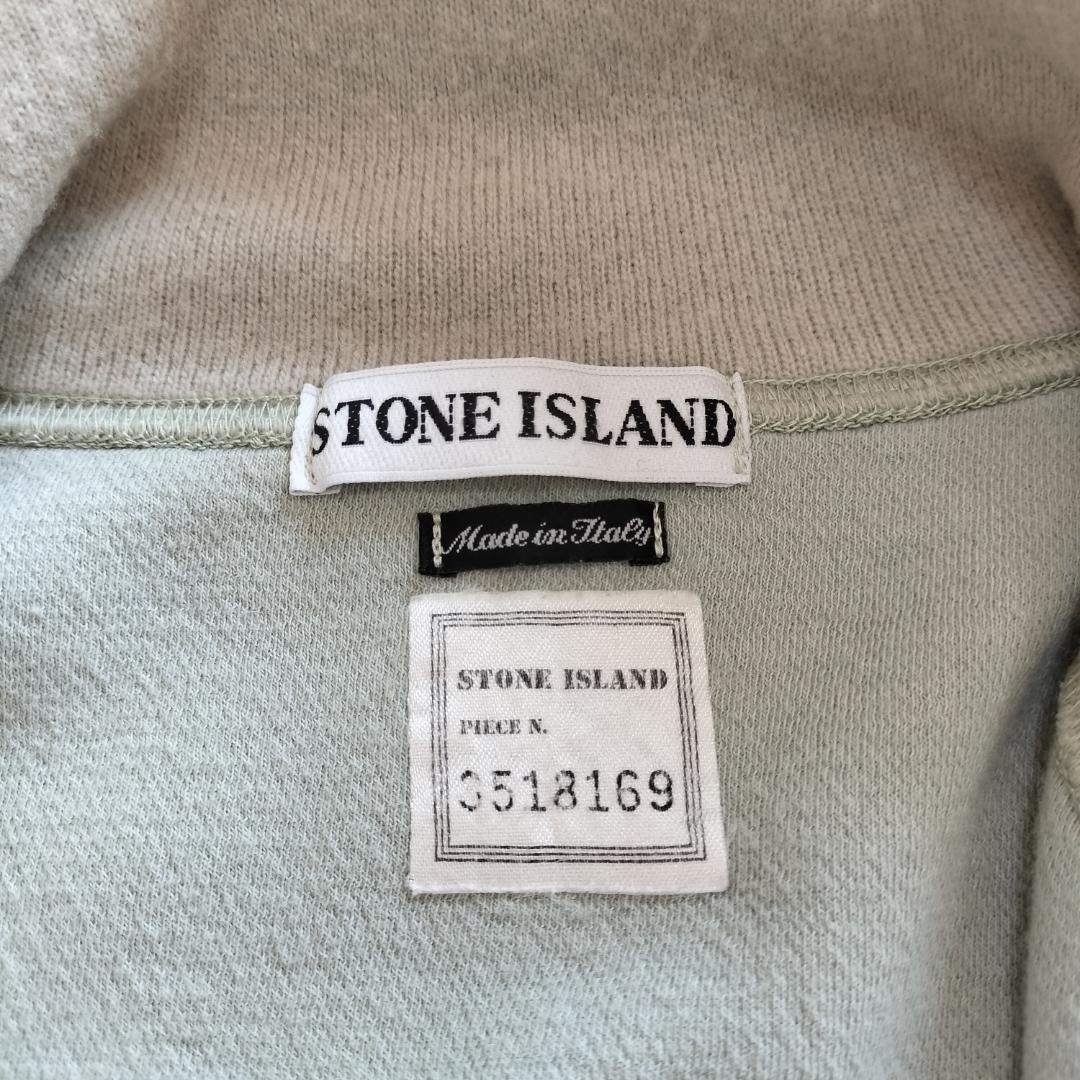 STONE ISLAND
Made in Italy
STONE ISLAND
PIECE N.
3518169